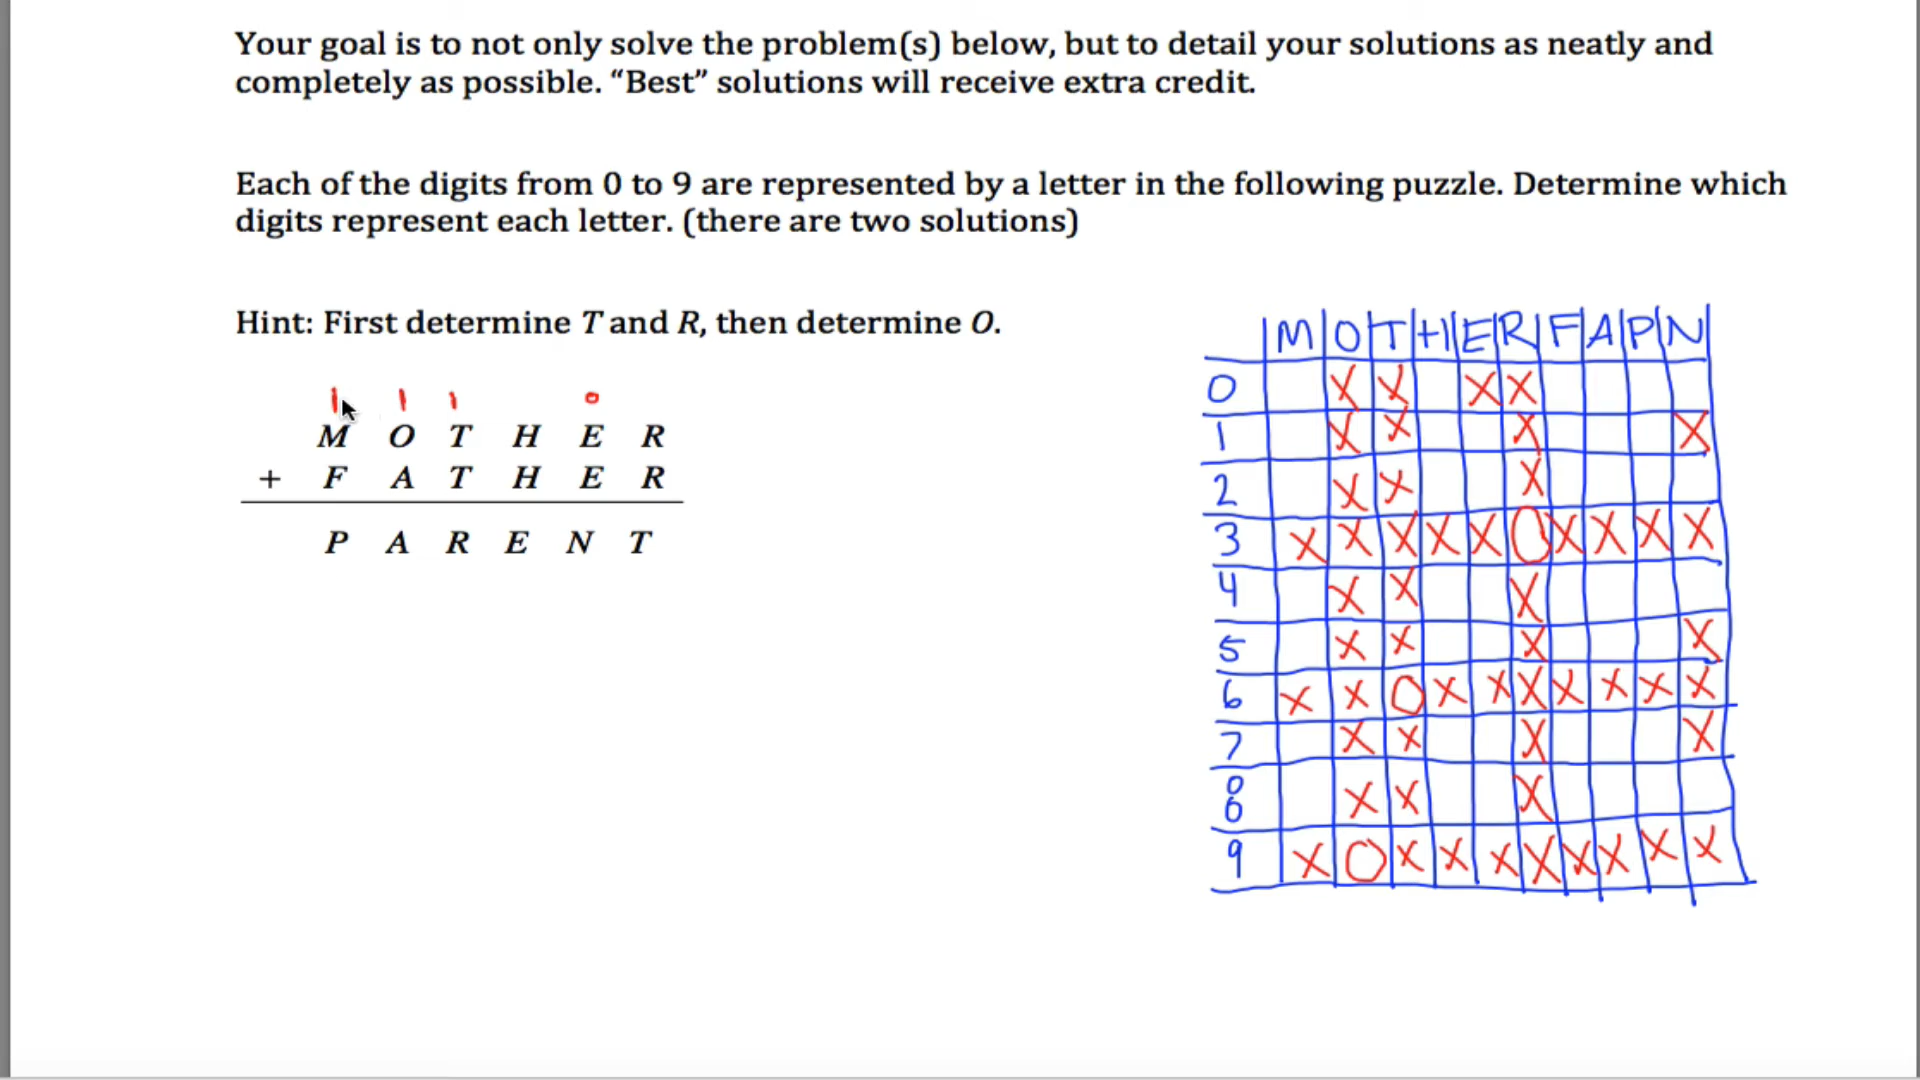 Your goal is to not only solve the problem(s) below, but to detail your solutions as neatly and
completely as possible. “Best” solutions will receive extra credit.
Each of the digits from 0 to 9 are represented by a letter in the following puzzle. Determine which
digits represent each letter. (there are two solutions)
Hint: First determine T and R, then determine O.
1 1 1 0
M O T H E R
+ F A T H E R
P A R E N T
M O T H E R F A P N
0 X X X X
1 X X X X
2 X X X
3 X X X X X O X X X X
4 X X X
5 X X X X
6 X X O X X X X X X X
7 X X X X
8 X X X
9 X O X X X X X X X X